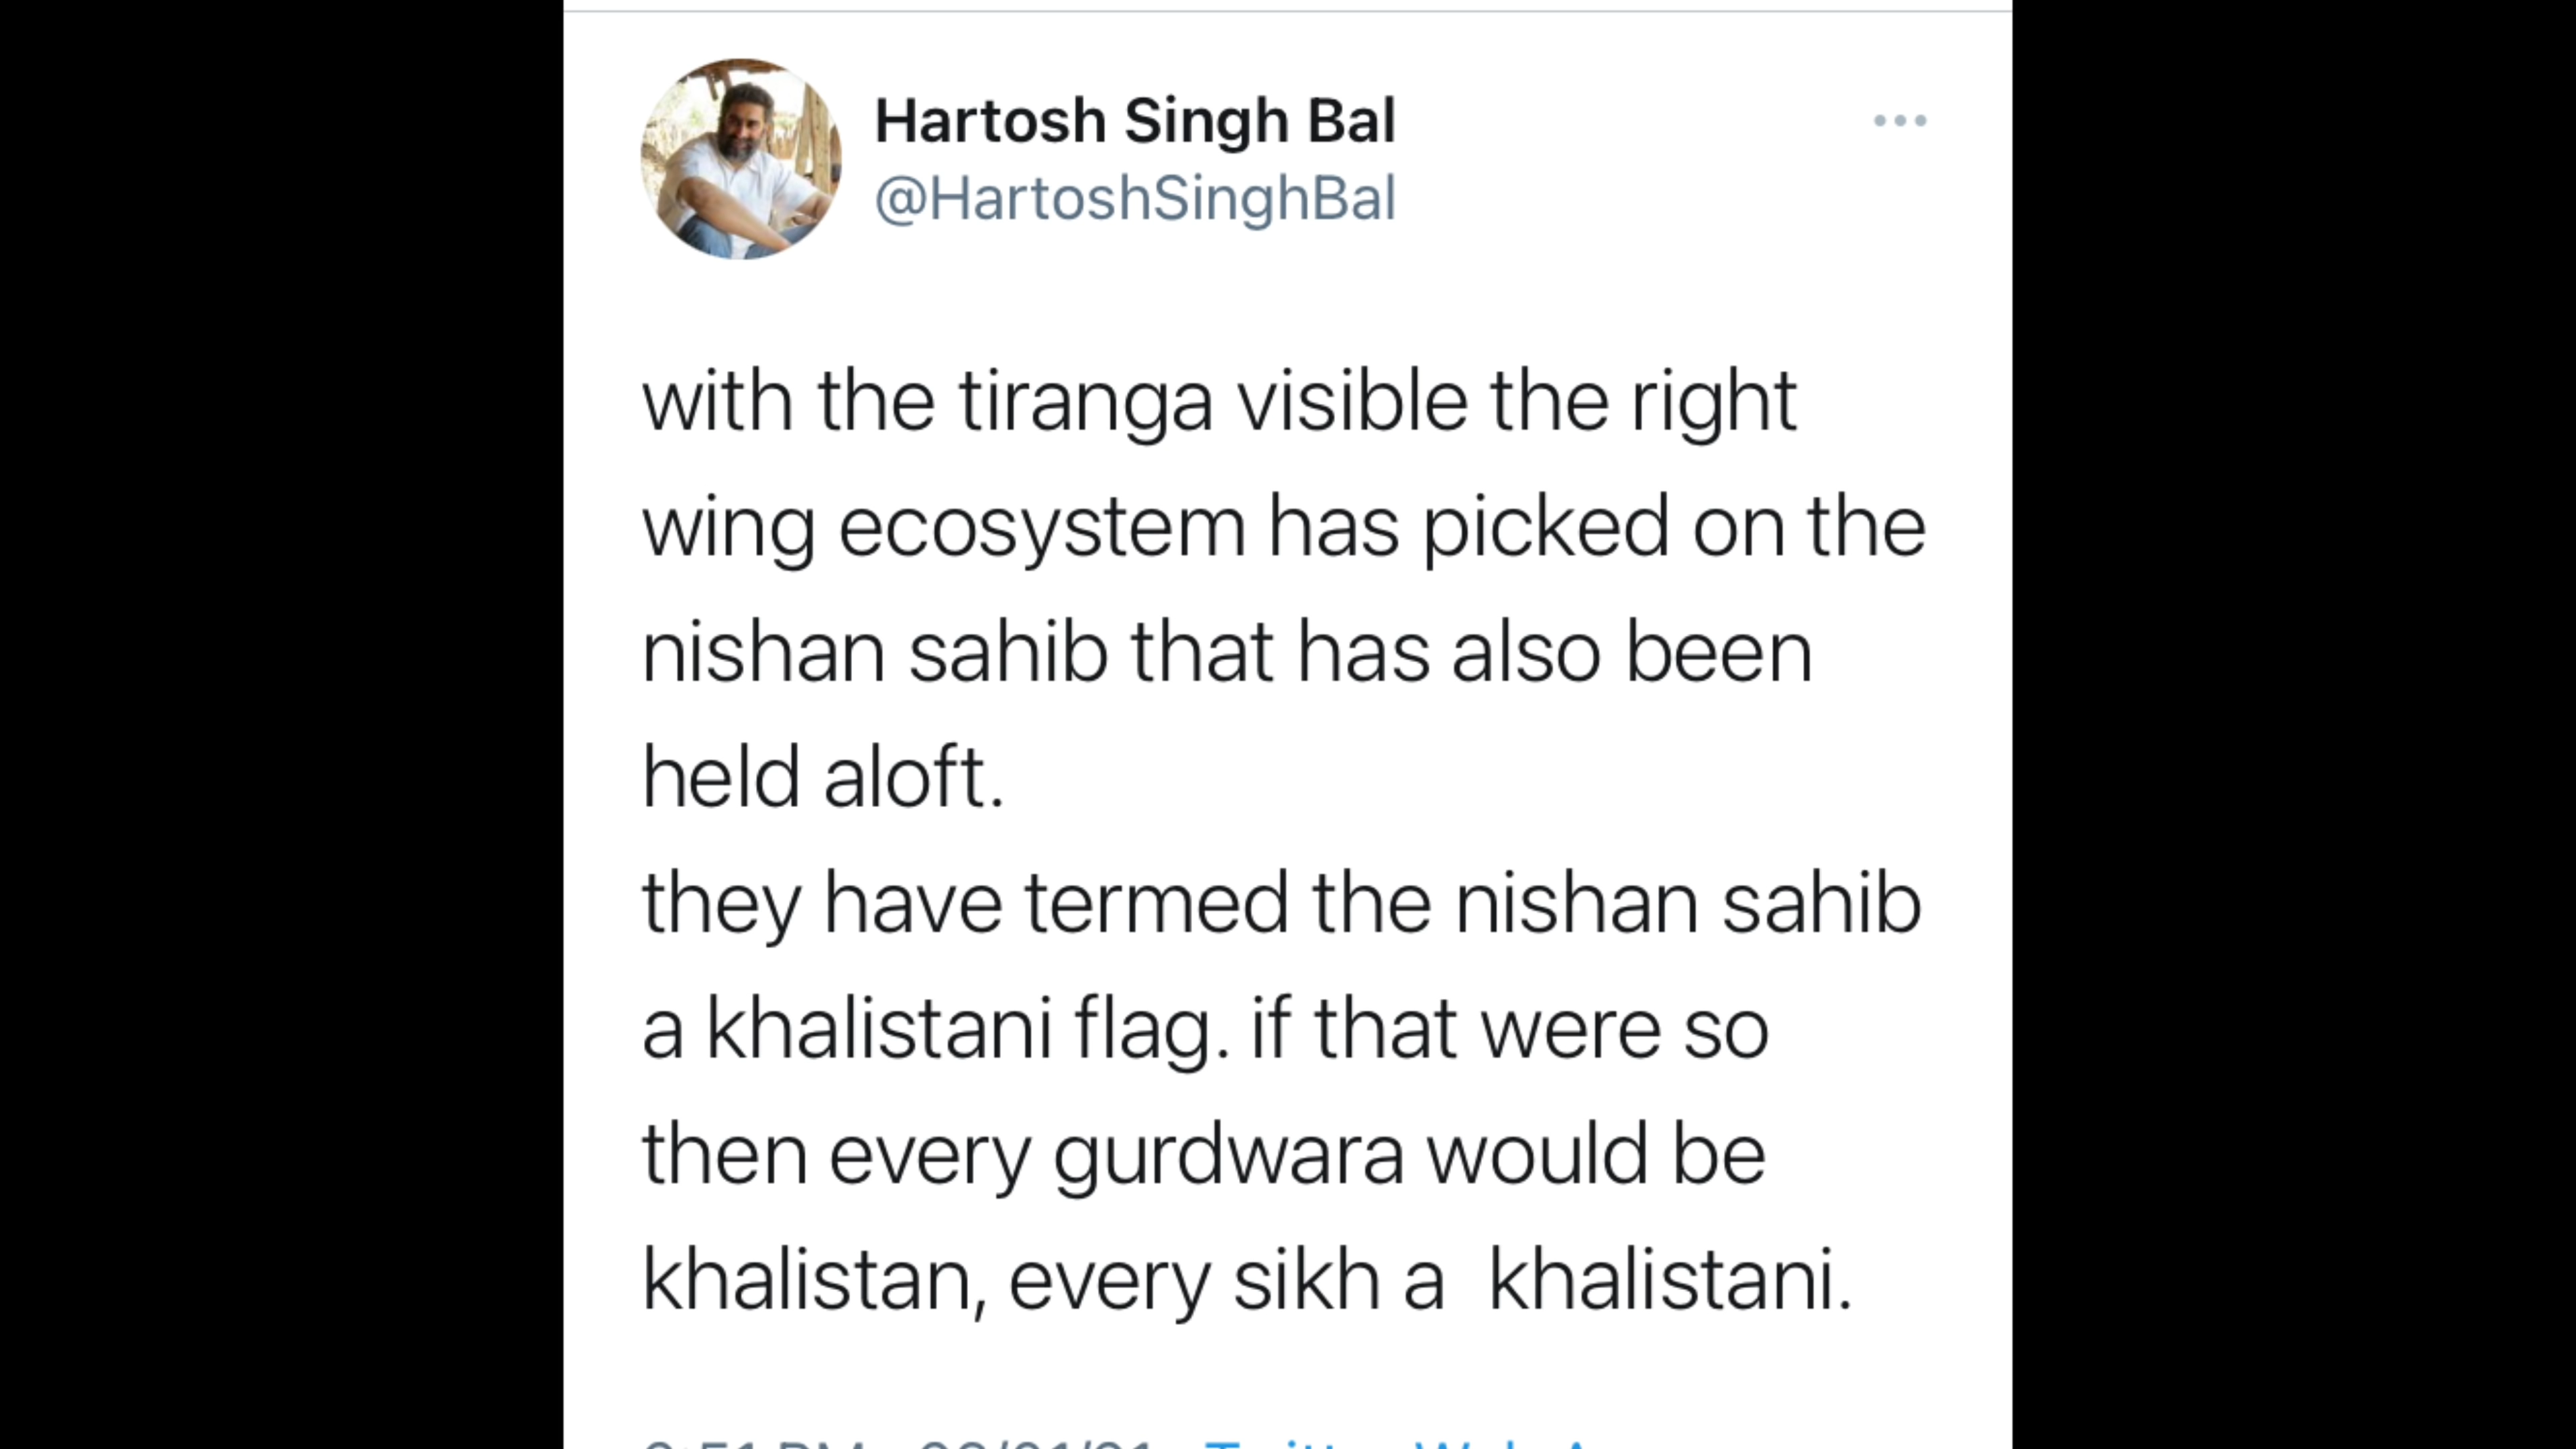 Hartosh Singh Bal
@HartoshSinghBal
with the tiranga visible the right
wing ecosystem has picked on the
nishan sahib that has also been
held aloft.
they have termed the nishan sahib
a khalistani flag. if that were so
then every gurdwara would be
khalistan, every sikh a  khalistani.